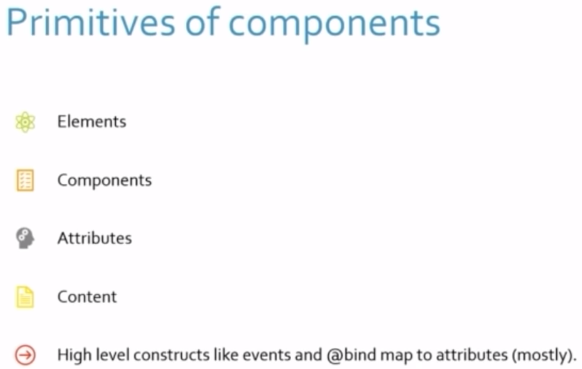 Primitives of components
Elements
Components
Attributes
Content
High level constructs like events and @bind map to attributes (mostly).